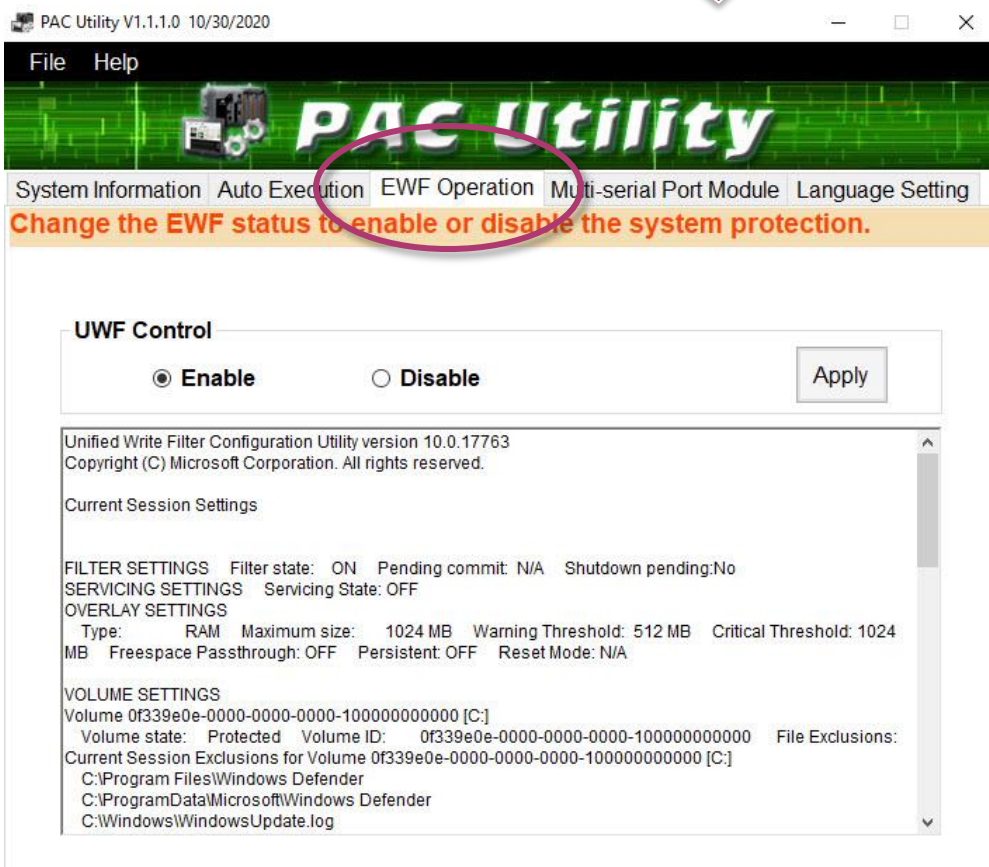 PAC Utility V1.1.1.0 10/30/2020
File Help
PAC Utility
System Information Auto Execution EWF Operation Multi-serial Port Module Language Setting
Change the EWF status to enable or disable the system protection.
UWF Control
Enable Disable Apply
Unified Write Filter Configuration Utility version 10.0.17763
Copyright (C) Microsoft Corporation. All rights reserved.
Current Session Settings
FILTER SETTINGS Filter state: ON Pending commit: N/A Shutdown pending:No
SERVICING SETTINGS Servicing State: OFF
OVERLAY SETTINGS
Type: RAM Maximum size: 1024 MB Warning Threshold: 512 MB Critical Threshold: 1024
MB Freespace Passthrough: OFF Persistent: OFF Reset Mode: N/A
VOLUME SETTINGS
Volume 0f339e0e-0000-0000-0000-100000000000 [C:]
Volume state: Protected Volume ID: 0f339e0e-0000-0000-0000-100000000000 File Exclusions:
Current Session Exclusions for Volume 0f339e0e-0000-0000-0000-100000000000 [C:]
C:\Program Files\Windows Defender
C:\ProgramData\Microsoft\Windows Defender
C:\Windows\WindowsUpdate.log